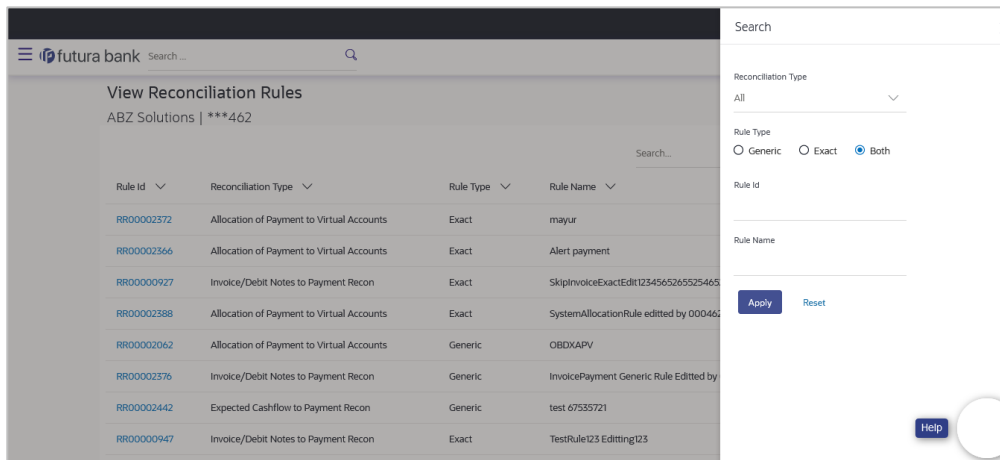 futura bank Search ...
View Reconciliation Rules
ABZ Solutions | ***462
Search...
Rule Id Reconciliation Type Rule Type Rule Name
RR00002372 Allocation of Payment to Virtual Accounts Exact mayur
RR00002366 Allocation of Payment to Virtual Accounts Exact Alert payment
RR00000927 Invoice/Debit Notes to Payment Recon Exact
RR00002388 Allocation of Payment to Virtual Accounts Exact SystemAllocationRule editted by 000462
RR00002062 Allocation of Payment to Virtual Accounts Generic OBDXAPV
RR00002376 Invoice/Debit Notes to Payment Recon Generic InvoicePayment Generic Rule Editted by
RR00002442 Expected Cashflow to Payment Recon Generic test 67535721
RR00000947 Invoice/Debit Notes to Payment Recon Exact TestRule123 Editting123
Search
Reconciliation Type
All
Rule Type
Generic Exact Both
Rule Id
Rule Name
Apply Reset
Help